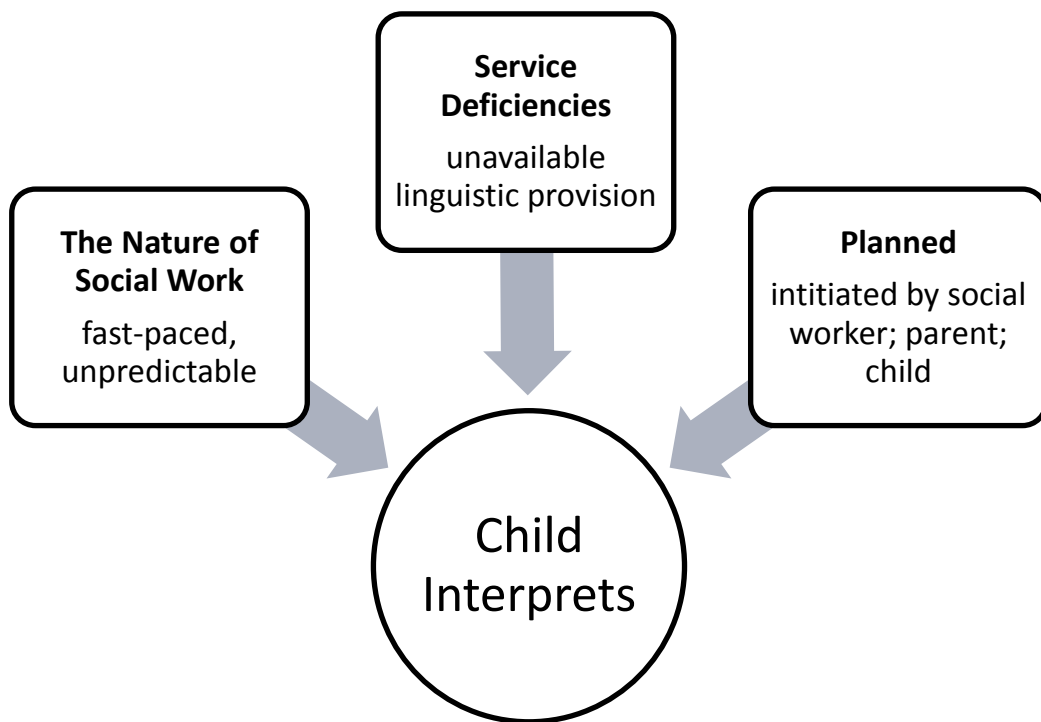 Service
Deficiencies
unavailable
linguistic provision
The Nature of
Social Work
fast-paced,
unpredictable
Planned
intitiated by social
worker; parent;
child
Child
Interprets